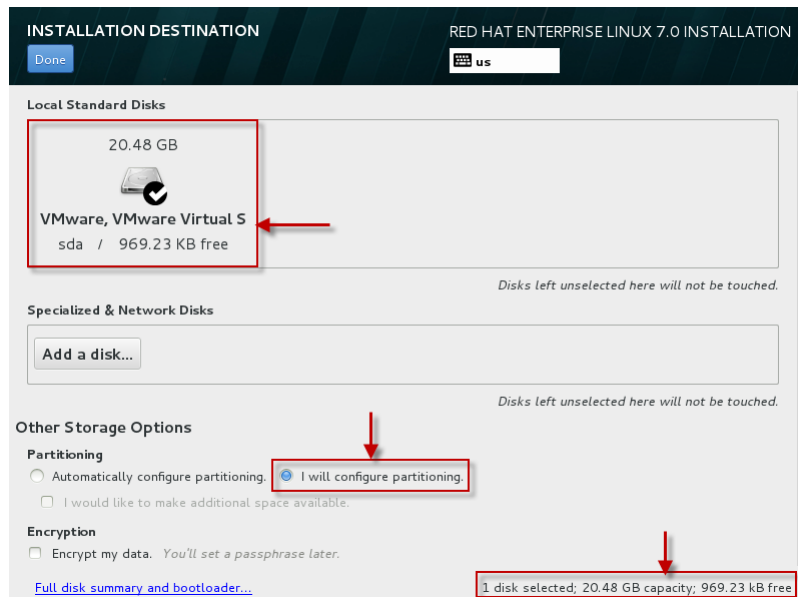 INSTALLATION DESTINATION
RED HAT ENTERPRISE LINUX 7.0 INSTALLATION
Done
us
Local Standard Disks
20.48 GB
VMware, VMware Virtual S
sda / 969.23 KB free
Disks left unselected here will not be touched.
Specialized & Network Disks
Add a disk...
Disks left unselected here will not be touched.
Other Storage Options
Partitioning
Automatically configure partitioning. I will configure partitioning.
I would like to make additional space available.
Encryption
Encrypt my data. You'll set a passphrase later.
Full disk summary and bootloader...
1 disk selected; 20.48 GB capacity; 969.23 kB free